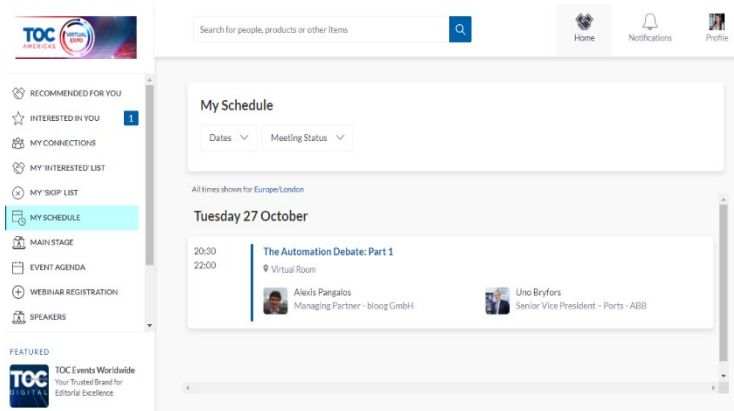 TOC
AMERICAS
VIRTUAL
EXPO
Search for people, products or other items
Home
Notifications
Profile
RECOMMENDED FOR YOU
INTERESTED IN YOU 1
MY CONNECTIONS
MY 'INTERESTED' LIST
MY 'SKIP' LIST
MY SCHEDULE
MAIN STAGE
EVENT AGENDA
WEBINAR REGISTRATION
SPEAKERS
FEATURED
TOC
DIGITAL
TOC Events Worldwide
Your Trusted Brand for
Editorial Excellence
My Schedule
Dates
Meeting Status
All times shown for Europe/London
Tuesday 27 October
20:30
22:00
The Automation Debate: Part 1
Virtual Room
Alexis Pangalos
Managing Partner - bloog GmbH
Uno Bryfors
Senior Vice President – Ports - ABB